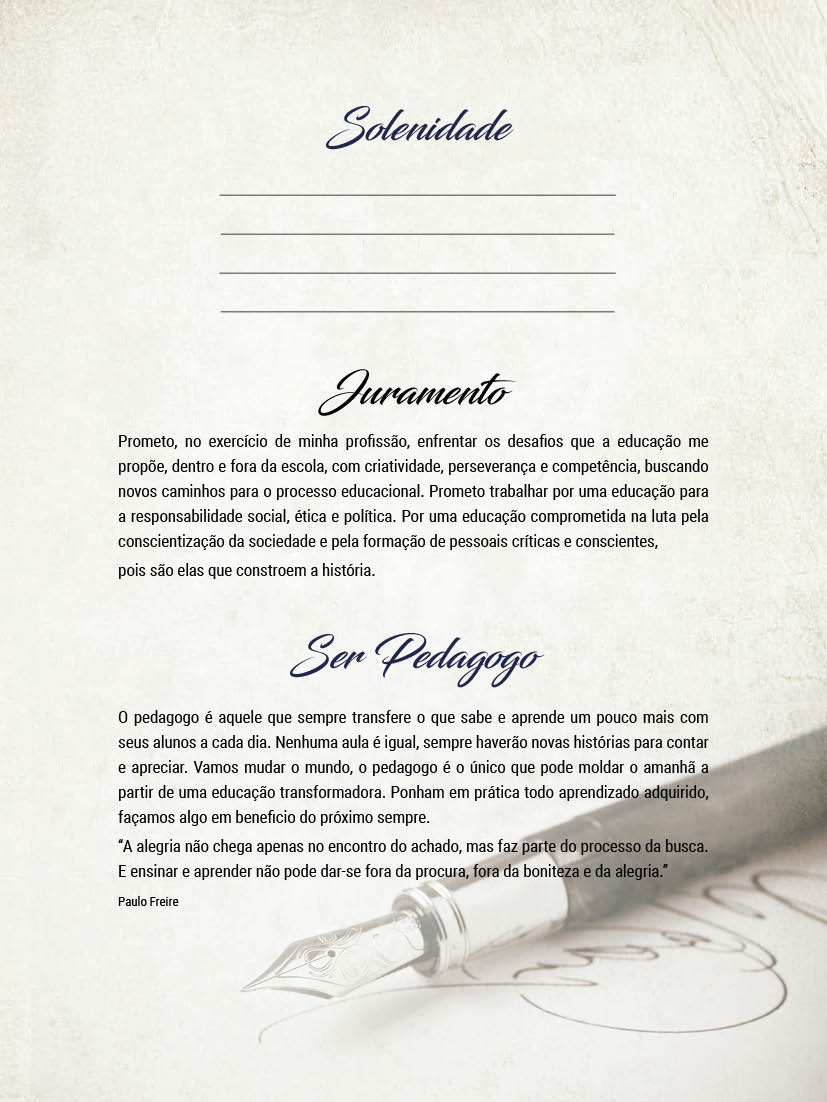 Solenidade
Juramento
Prometo, no exercício de minha profissão, enfrentar os desafios que a educação me
propõe, dentro e fora da escola, com criatividade, perseverança e competência, buscando
novos caminhos para o processo educacional. Prometo trabalhar por uma educação para
a responsabilidade social, ética e política. Por uma educação comprometida na luta pela
conscientização da sociedade e pela formação de pessoais críticas e conscientes,
pois são elas que constroem a história.
Ser Pedagogo
O pedagogo é aquele que sempre transfere o que sabe e aprende um pouco mais com
seus alunos a cada dia. Nenhuma aula é igual, sempre haverão novas histórias para contar
e apreciar. Vamos mudar o mundo, o pedagogo é o único que pode moldar o amanhã a
partir de uma educação transformadora. Ponham em prática todo aprendizado adquirido,
façamos algo em beneficio do próximo sempre.
“A alegria não chega apenas no encontro do achado, mas faz parte do processo da busca.
E ensinar e aprender não pode dar-se fora da procura, fora da boniteza e da alegria.”
Paulo Freire